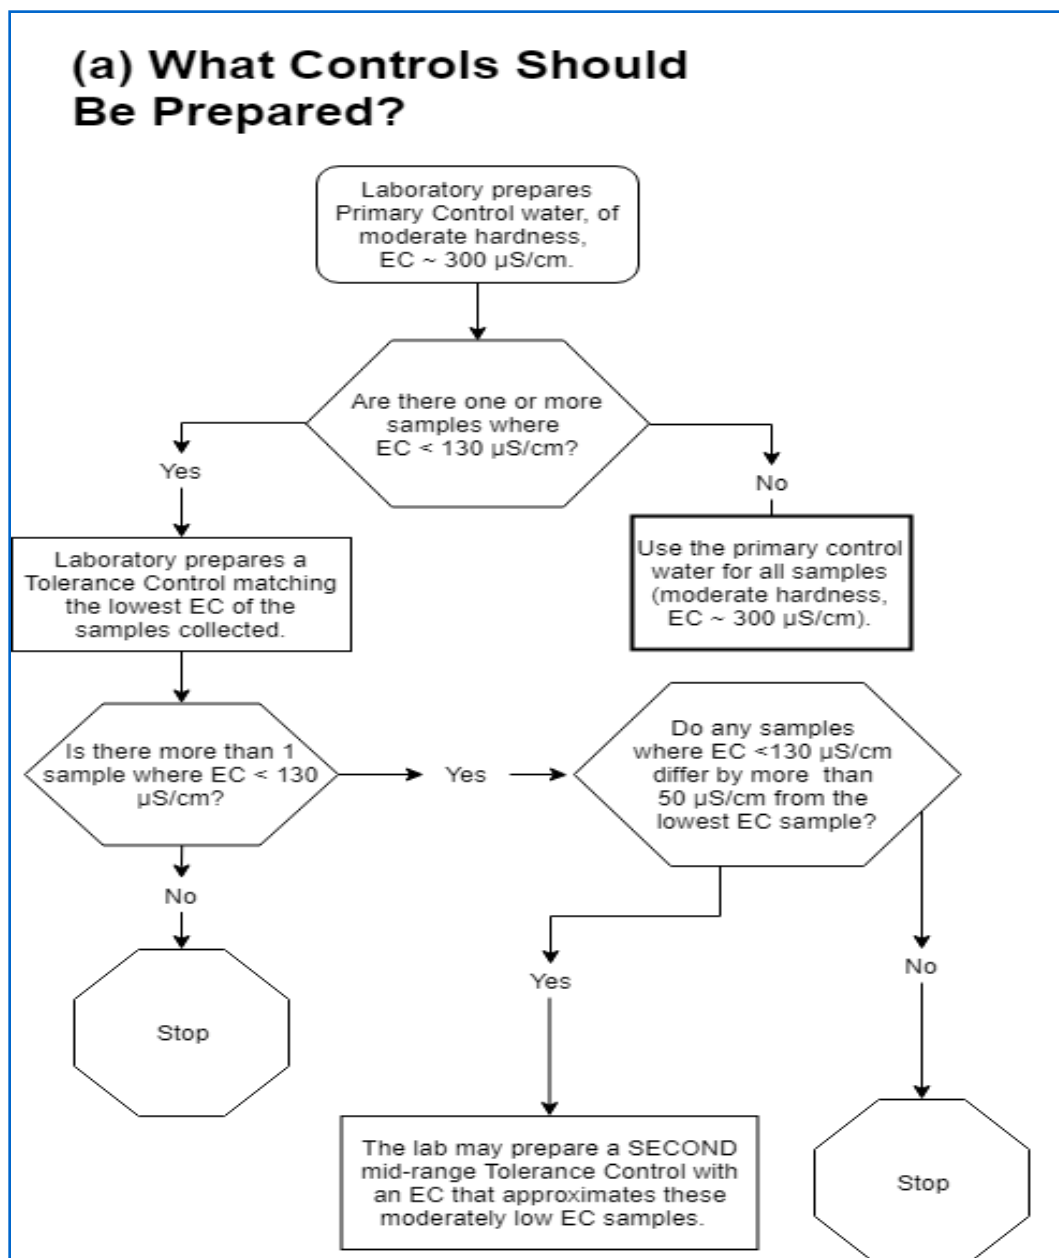 (a) What Controls Should
Be Prepared?
Laboratory prepares
Primary Control water, of
moderate hardness,
EC ~ 300 µS/cm.
Are there one or more
samples where
EC < 130 µS/cm?
Yes
No
Laboratory prepares a
Tolerance Control matching
the lowest EC of the
samples collected.
Use the primary control
water for all samples
(moderate hardness,
EC ~ 300 µS/cm).
Is there more than 1
sample where EC < 130
µS/cm?
Yes
Do any samples
where EC <130 µS/cm
differ by more than
50 µS/cm from the
lowest EC sample?
No
Stop
Yes
No
The lab may prepare a SECOND
mid-range Tolerance Control with
an EC that approximates these
moderately low EC samples.
Stop